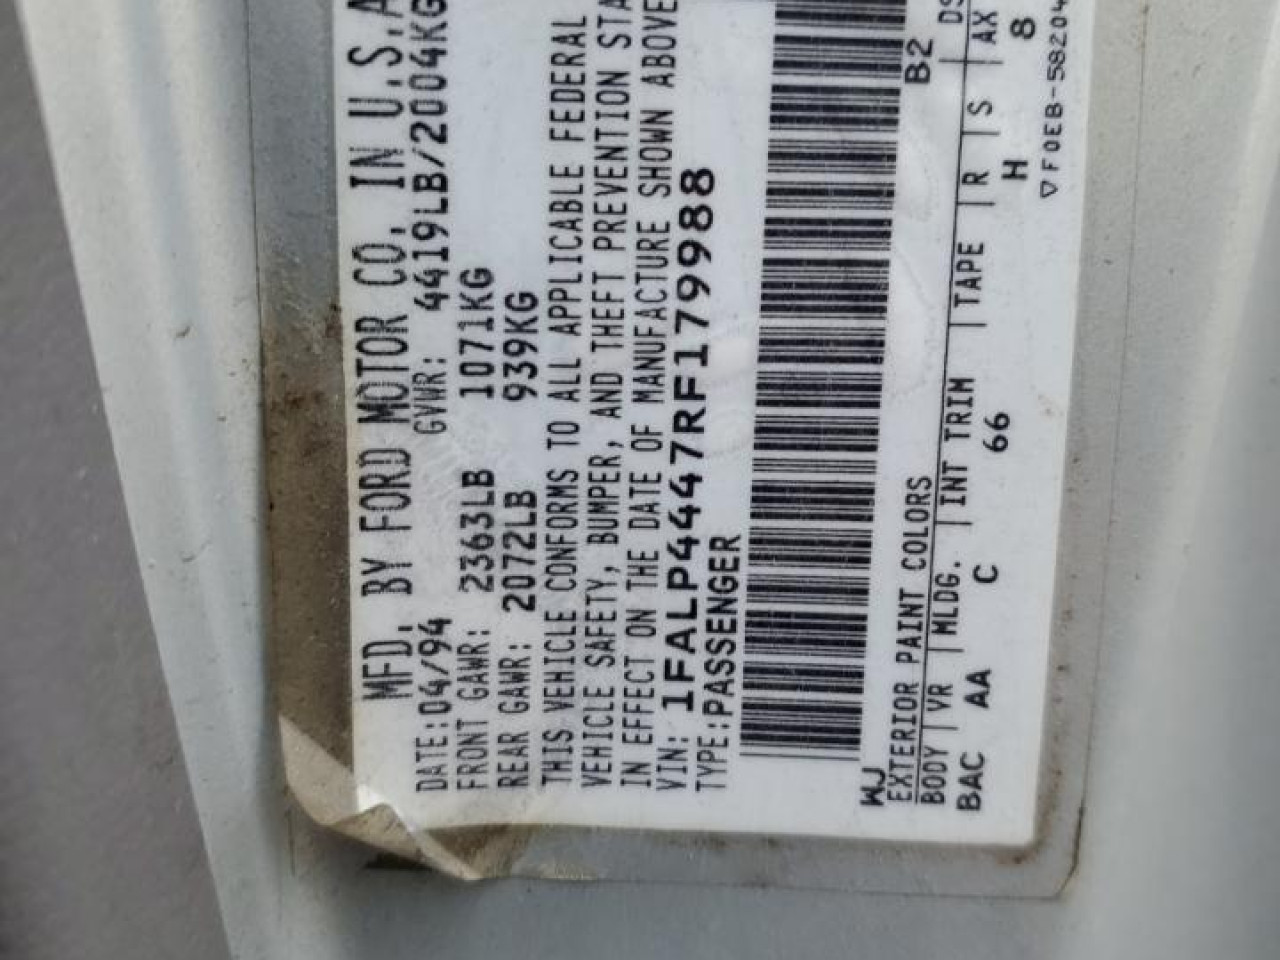 MFD. BY FORD MOTOR CO. IN U.S.A
DATE: 04/94 GVWR: 4419LB/2004KG
FRONT GAWR: 2363LB 1071KG
REAR GAWR: 2072LB 939KG
THIS VEHICLE CONFORMS TO ALL APPLICABLE FEDERAL
VEHICLE SAFETY, BUMPER, AND THEFT PREVENTION STA
IN EFFECT ON THE DATE OF MANUFACTURE SHOWN ABOVE
VIN: 1FALP4447RF179988
TYPE: PASSENGER
WJ B2
EXTERIOR PAINT COLORS DS
BODY | VR | MLDG. | INT TRIM | TAPE | R | S | AX
BAC AA C 66 H 8
▽ F0EB-58204